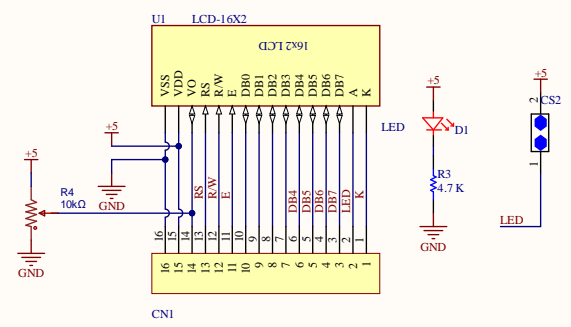 U1 LCD-16X2
16x2 LCD
VSS
VDD
VO
RS
R/W
E
DB0
DB1
DB2
DB3
DB4
DB5
DB6
DB7
A
K
LED
+5
GND
+5
R4
10kΩ
GND
RS
R/W
E
DB4
DB5
DB6
DB7
LED
K
16
15
14
13
12
11
10
9
8
7
6
5
4
3
2
1
16
15
14
13
12
11
10
9
8
7
6
5
4
3
2
1
CN1
+5
D1
R3
4.7 K
GND
+5
2
CS2
1
LED